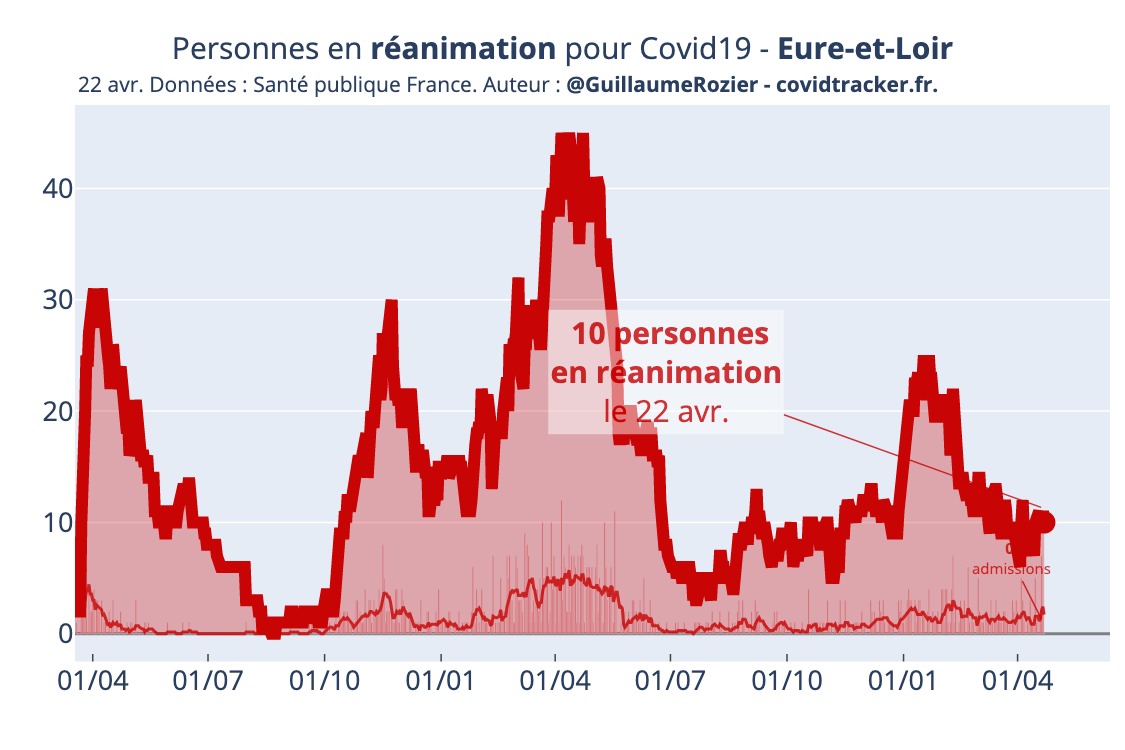 Personnes en réanimation pour Covid19 - Eure-et-Loir
22 avr. Données : Santé publique France. Auteur : @GuillaumeRozier - covidtracker.fr.
40
30
20
10
0
10 personnes
en réanimation
le 22 avr.
admissions
01/04
01/07
01/10
01/01
01/04
01/07
01/10
01/01
01/04